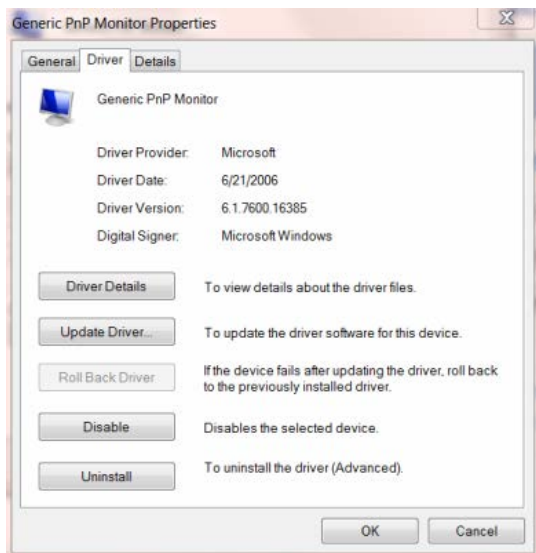 Generic PnP Monitor Properties
General Driver Details
Generic PnP Monitor
Driver Provider: Microsoft
Driver Date: 6/21/2006
Driver Version: 6.1.7600.16385
Digital Signer: Microsoft Windows
Driver Details To view details about the driver files.
Update Driver... To update the driver software for this device.
Roll Back Driver If the device fails after updating the driver, roll back
to the previously installed driver.
Disable Disables the selected device.
Uninstall To uninstall the driver (Advanced).
OK Cancel